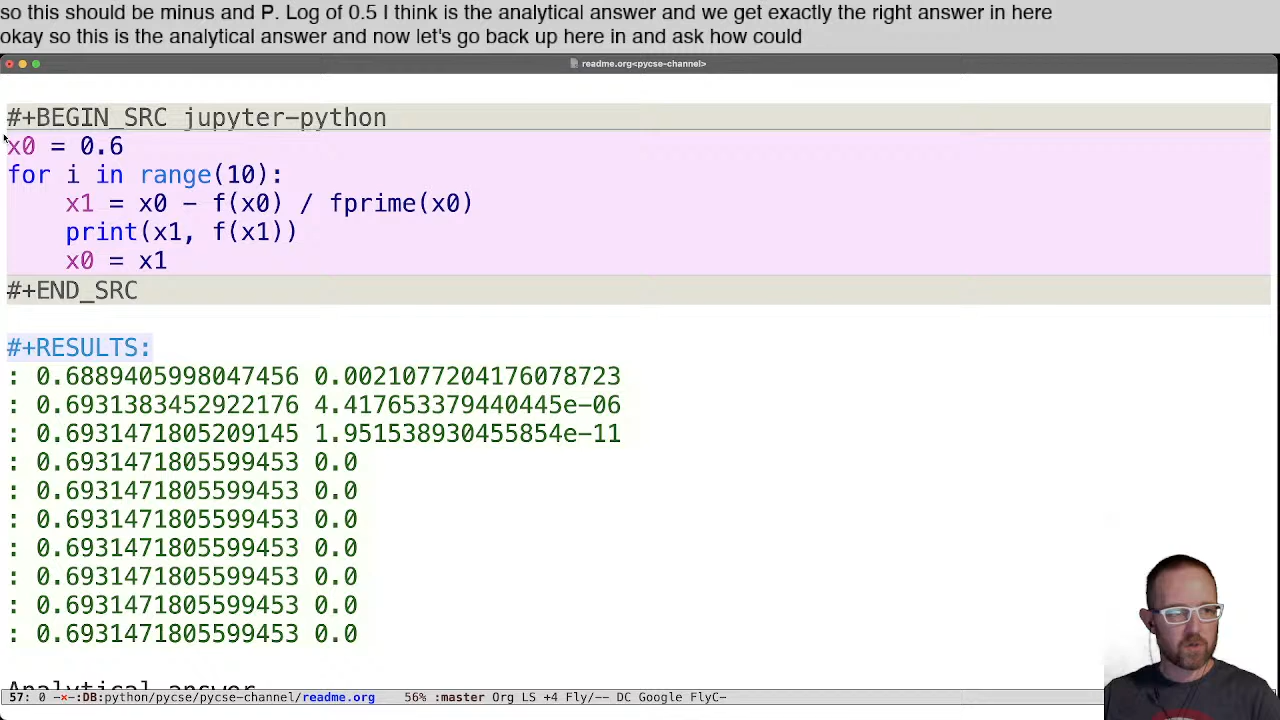 so this should be minus and P. Log of 0.5 I think is the analytical answer and we get exactly the right answer in here
okay so this is the analytical answer and now let's go back up here in and ask how could
readme.org<pycse-channel>
#+BEGIN_SRC jupyter-python
x0 = 0.6
for i in range(10):
    x1 = x0 - f(x0) / fprime(x0)
    print(x1, f(x1))
    x0 = x1
#+END_SRC
#+RESULTS:
: 0.6889405998047456 0.0021077204176078723
: 0.6931383452922176 4.417653379440445e-06
: 0.6931471805209145 1.951538930455854e-11
: 0.6931471805599453 0.0
: 0.6931471805599453 0.0
: 0.6931471805599453 0.0
: 0.6931471805599453 0.0
: 0.6931471805599453 0.0
: 0.6931471805599453 0.0
: 0.6931471805599453 0.0
Analytical answer
57: 0 -×-:DB:python/pycse/pycse-channel/readme.org 56% :master Org LS +4 Fly/-- DC Google FlyC-